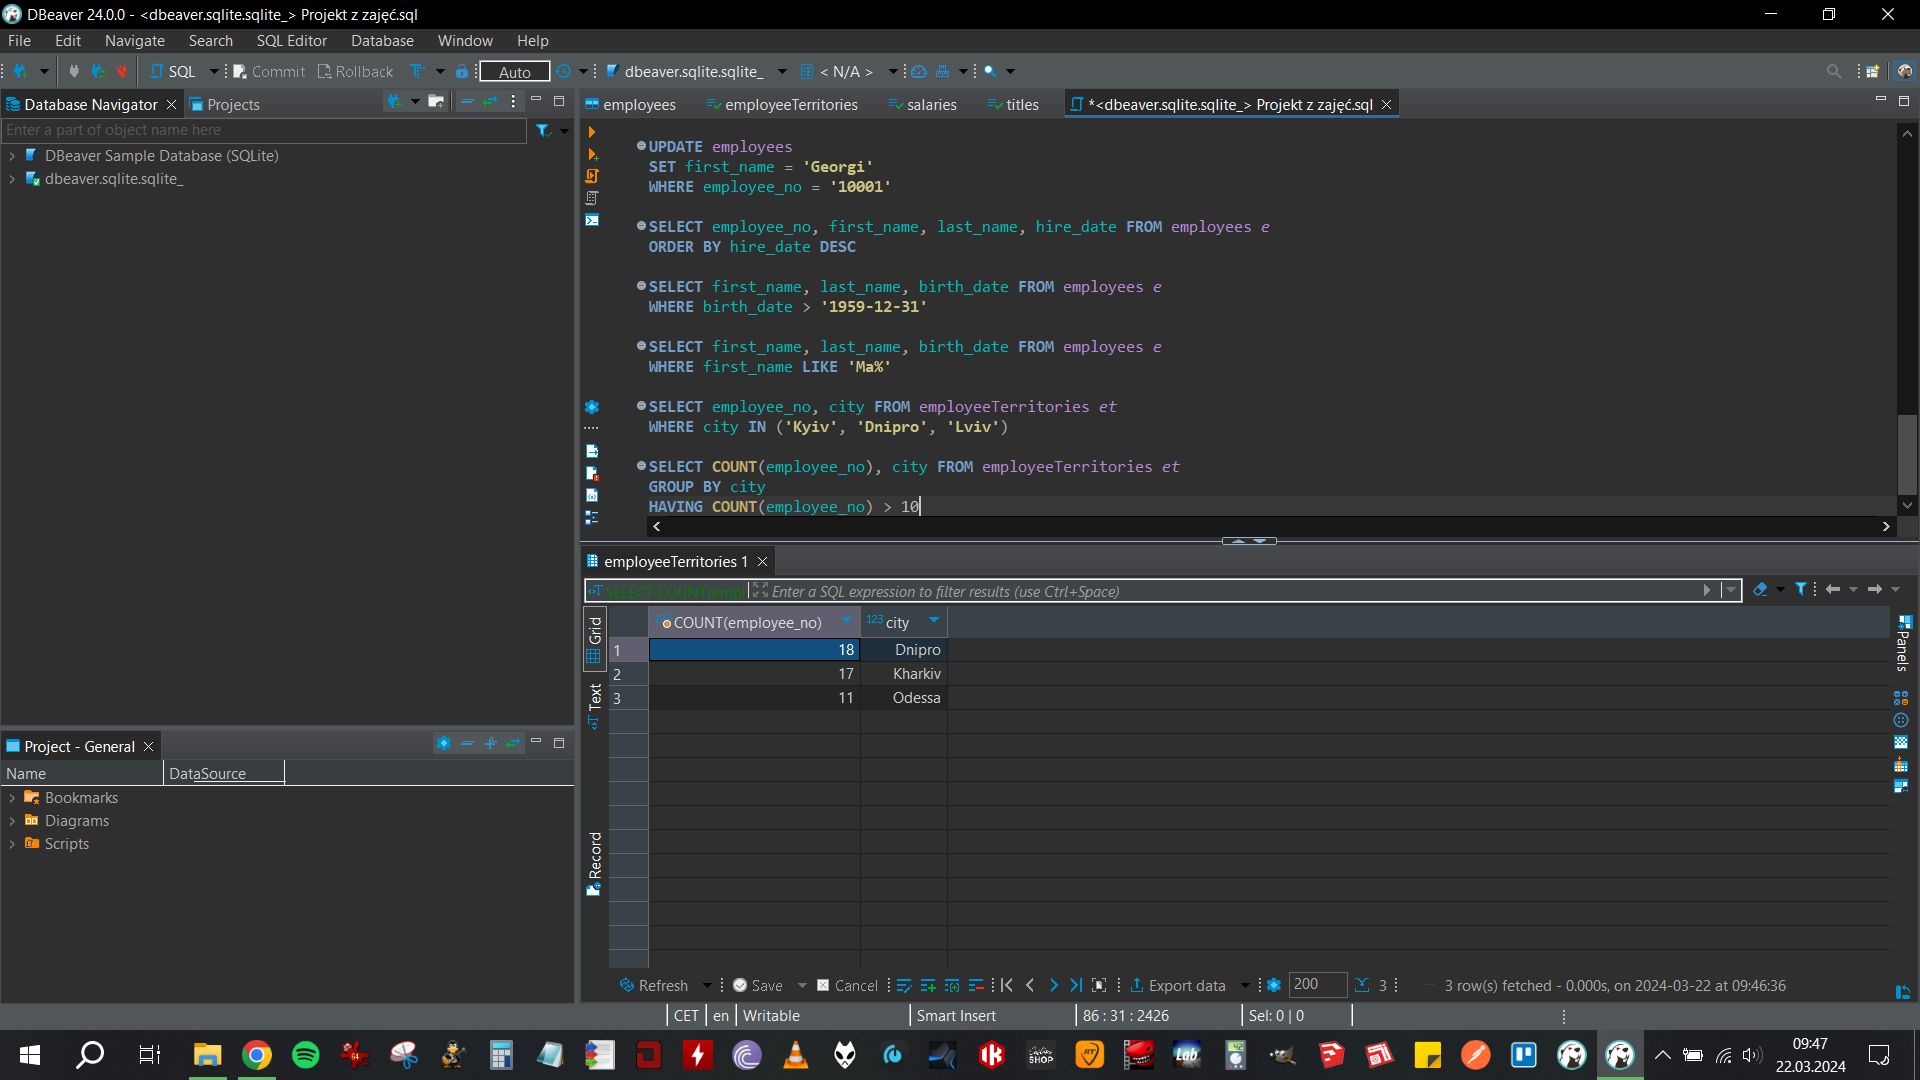 DBeaver 24.0.0 - <dbeaver.sqlite.sqlite_> Projekt z zajęć.sql
File Edit Navigate Search SQL Editor Database Window Help
SQL Commit Rollback Auto dbeaver.sqlite.sqlite_ < N/A >
Database Navigator Projects
Enter a part of object name here
DBeaver Sample Database (SQLite)
dbeaver.sqlite.sqlite_
Project - General
Name DataSource
Bookmarks
Diagrams
Scripts
employees employeeTerritories salaries titles *<dbeaver.sqlite.sqlite_> Projekt z zajęć.sql
UPDATE employees
SET first_name = 'Georgi'
WHERE employee_no = '10001'
SELECT employee_no, first_name, last_name, hire_date FROM employees e
ORDER BY hire_date DESC
SELECT first_name, last_name, birth_date FROM employees e
WHERE birth_date > '1959-12-31'
SELECT first_name, last_name, birth_date FROM employees e
WHERE first_name LIKE 'Ma%'
SELECT employee_no, city FROM employeeTerritories et
WHERE city IN ('Kyiv', 'Dnipro', 'Lviv')
SELECT COUNT(employee_no), city FROM employeeTerritories et
GROUP BY city
HAVING COUNT(employee_no) > 10
employeeTerritories 1
SELECT COUNT(empl Enter a SQL expression to filter results (use Ctrl+Space)
Grid
Text
Record
Panels
COUNT(employee_no) 123 city
1 18 Dnipro
2 17 Kharkiv
3 11 Odessa
Refresh Save Cancel Export data 200 3 3 row(s) fetched - 0.000s, on 2024-03-22 at 09:46:36
CET en Writable Smart Insert 86 : 31 : 2426 Sel: 0 | 0
64
SHOP
Lab
42
09:47
22.03.2024